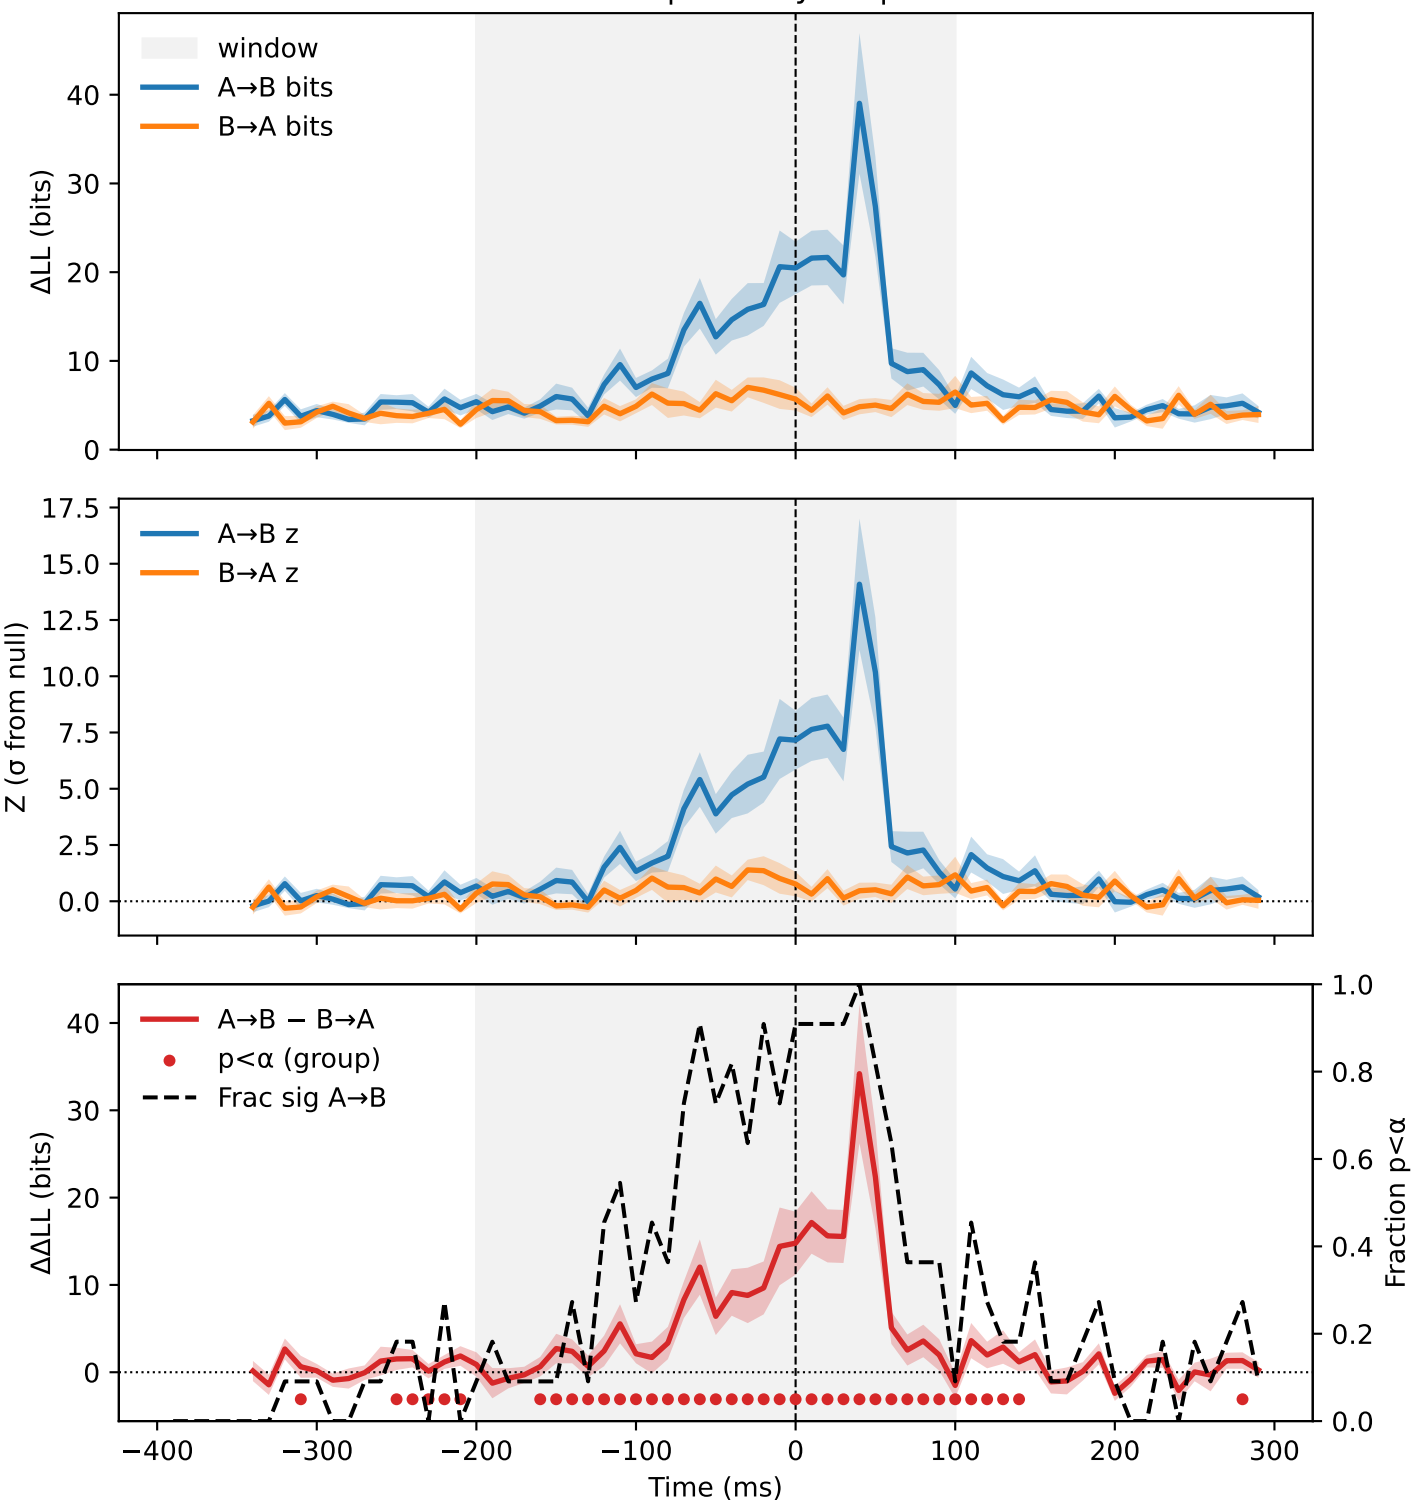 window
A→B bits
B→A bits
ΔLL (bits)
40
30
20
10
0
A→B z
B→A z
Z (σ from null)
17.5
15.0
12.5
10.0
7.5
5.0
2.5
0.0
A→B − B→A
p<α (group)
Frac sig A→B
ΔΔLL (bits)
40
30
20
10
0
1.0
0.8
0.6
0.4
0.2
0.0
Fraction p<α
−400 −300 −200 −100 0 100 200 300
Time (ms)